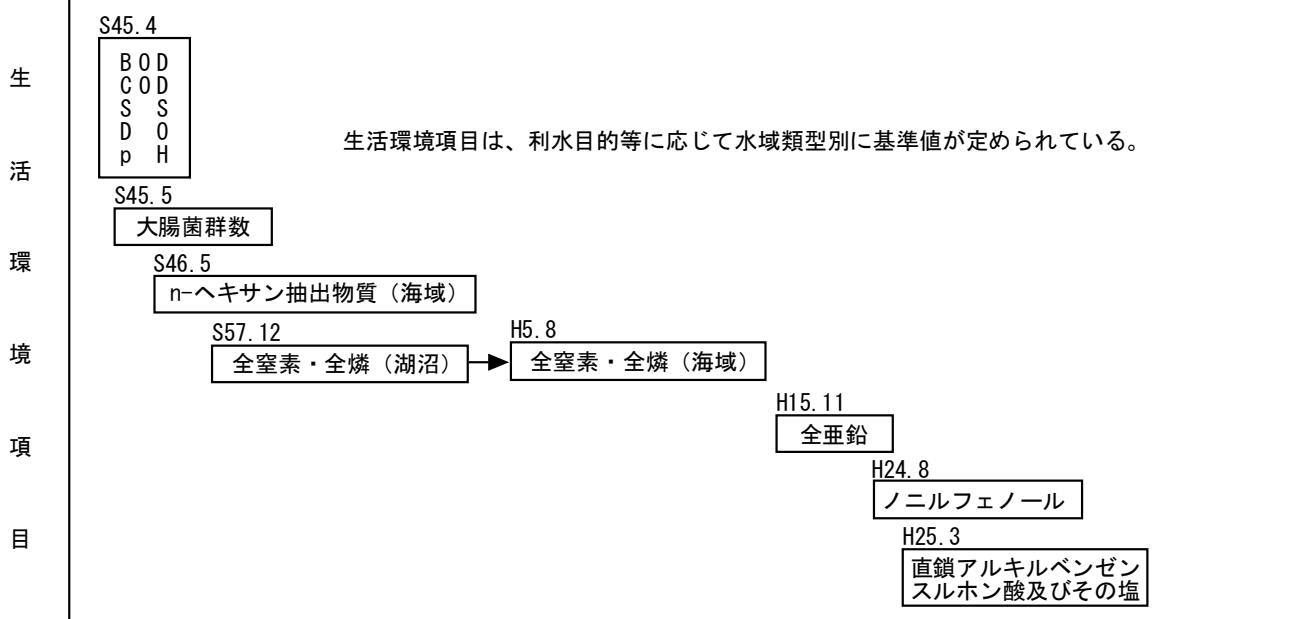 生活環境項目
S45.4
BOD
COD
S S
D O
p H
生活環境項目は、利水目的等に応じて水域類型別に基準値が定められている。
S45.5
大腸菌群数
S46.5
n-ヘキサン抽出物質（海域）
S57.12
全窒素・全燐（湖沼）
H5.8
全窒素・全燐（海域）
H15.11
全亜鉛
H24.8
ノニルフェノール
H25.3
直鎖アルキルベンゼン
スルホン酸及びその塩